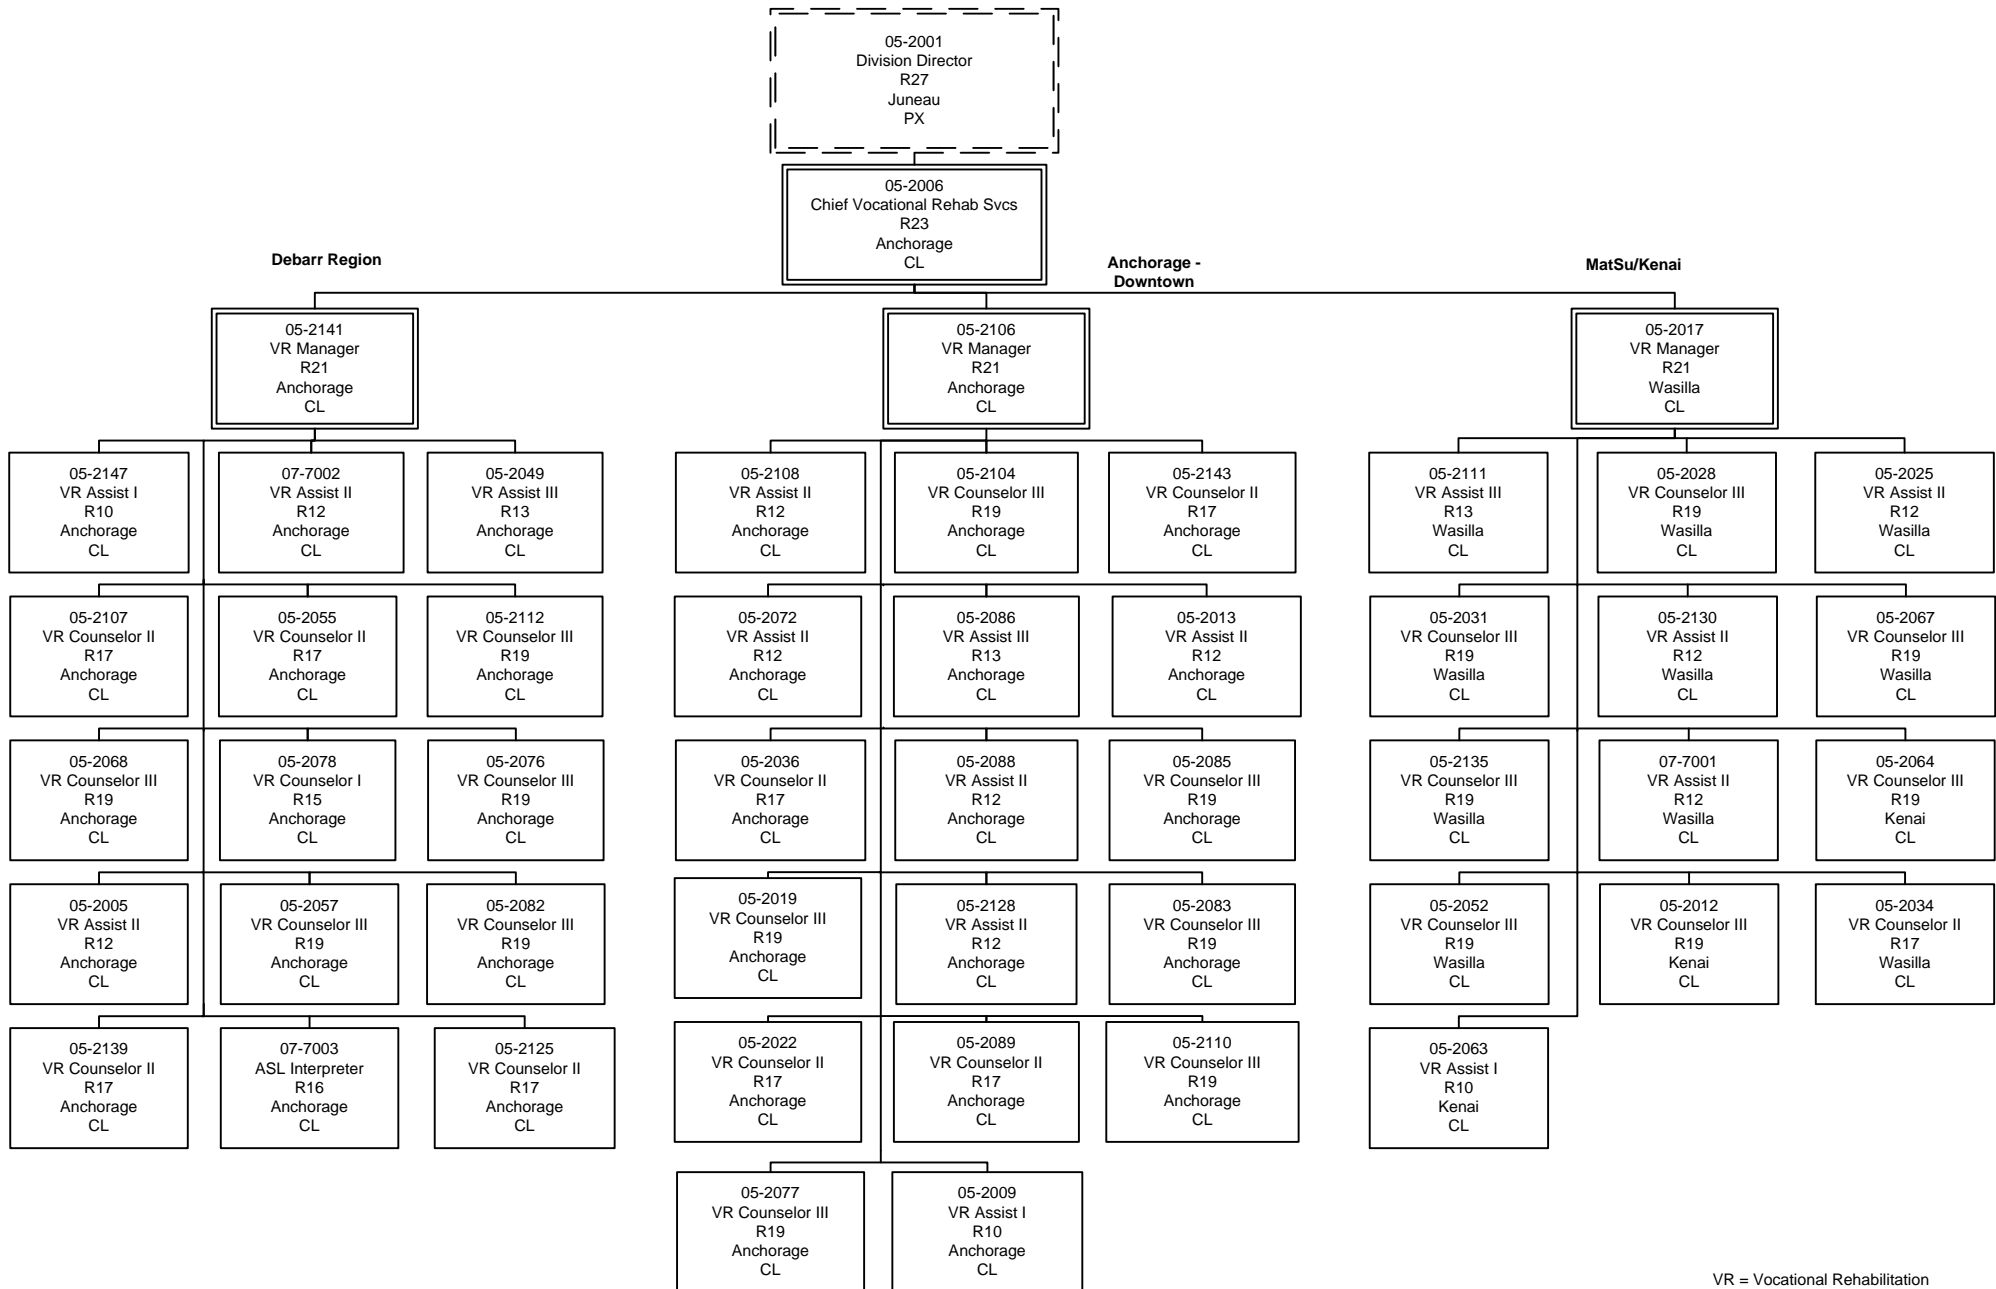 05-2001
Division Director
R27
Juneau
PX
05-2006
Chief Vocational Rehab Svcs
R23
Anchorage
CL
Debarr Region
Anchorage -
Downtown
MatSu/Kenai
05-2141
VR Manager
R21
Anchorage
CL
05-2106
VR Manager
R21
Anchorage
CL
05-2017
VR Manager
R21
Wasilla
CL
05-2147
VR Assist I
R10
Anchorage
CL
07-7002
VR Assist II
R12
Anchorage
CL
05-2049
VR Assist III
R13
Anchorage
CL
05-2108
VR Assist II
R12
Anchorage
CL
05-2104
VR Counselor III
R19
Anchorage
CL
05-2143
VR Counselor II
R17
Anchorage
CL
05-2111
VR Assist III
R13
Wasilla
CL
05-2028
VR Counselor III
R19
Wasilla
CL
05-2025
VR Assist II
R12
Wasilla
CL
05-2107
VR Counselor II
R17
Anchorage
CL
05-2055
VR Counselor II
R17
Anchorage
CL
05-2112
VR Counselor III
R19
Anchorage
CL
05-2072
VR Assist II
R12
Anchorage
CL
05-2086
VR Assist III
R13
Anchorage
CL
05-2013
VR Assist II
R12
Anchorage
CL
05-2031
VR Counselor III
R19
Wasilla
CL
05-2130
VR Assist II
R12
Wasilla
CL
05-2067
VR Counselor III
R19
Wasilla
CL
05-2068
VR Counselor III
R19
Anchorage
CL
05-2078
VR Counselor I
R15
Anchorage
CL
05-2076
VR Counselor III
R19
Anchorage
CL
05-2036
VR Counselor II
R17
Anchorage
CL
05-2088
VR Assist II
R12
Anchorage
CL
05-2085
VR Counselor III
R19
Anchorage
CL
05-2135
VR Counselor III
R19
Wasilla
CL
07-7001
VR Assist II
R12
Wasilla
CL
05-2064
VR Counselor III
R19
Kenai
CL
05-2005
VR Assist II
R12
Anchorage
CL
05-2057
VR Counselor III
R19
Anchorage
CL
05-2082
VR Counselor III
R19
Anchorage
CL
05-2019
VR Counselor III
R19
Anchorage
CL
05-2128
VR Assist II
R12
Anchorage
CL
05-2083
VR Counselor III
R19
Anchorage
CL
05-2052
VR Counselor III
R19
Wasilla
CL
05-2012
VR Counselor III
R19
Kenai
CL
05-2034
VR Counselor II
R17
Wasilla
CL
05-2139
VR Counselor II
R17
Anchorage
CL
07-7003
ASL Interpreter
R16
Anchorage
CL
05-2125
VR Counselor II
R17
Anchorage
CL
05-2022
VR Counselor II
R17
Anchorage
CL
05-2089
VR Counselor II
R17
Anchorage
CL
05-2110
VR Counselor III
R19
Anchorage
CL
05-2063
VR Assist I
R10
Kenai
CL
05-2077
VR Counselor III
R19
Anchorage
CL
05-2009
VR Assist I
R10
Anchorage
CL
VR = Vocational Rehabilitation